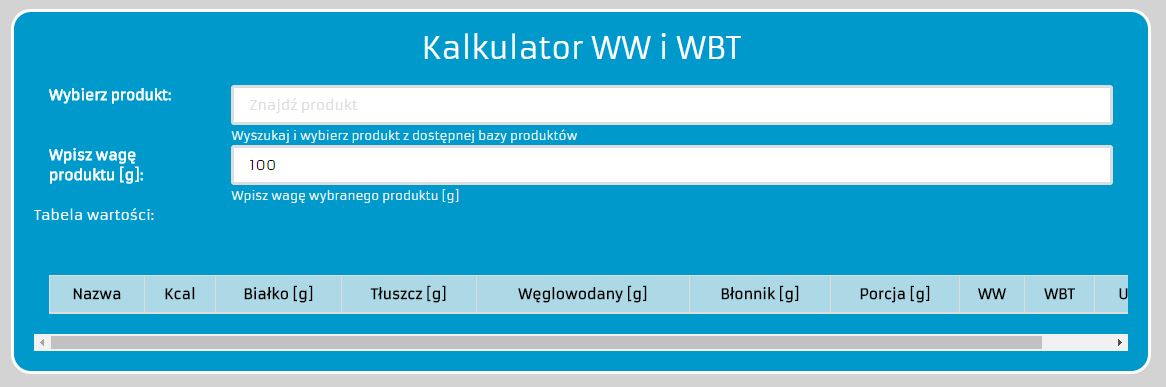 Kalkulator WW i WBT
Wybierz produkt:
Znajdź produkt
Wyszukaj i wybierz produkt z dostępnej bazy produktów
Wpisz wagę
produktu [g]:
100
Wpisz wagę wybranego produktu [g]
Tabela wartości:
Nazwa Kcal Białko [g] Tłuszcz [g] Węglowodany [g] Błonnik [g] Porcja [g] WW WBT